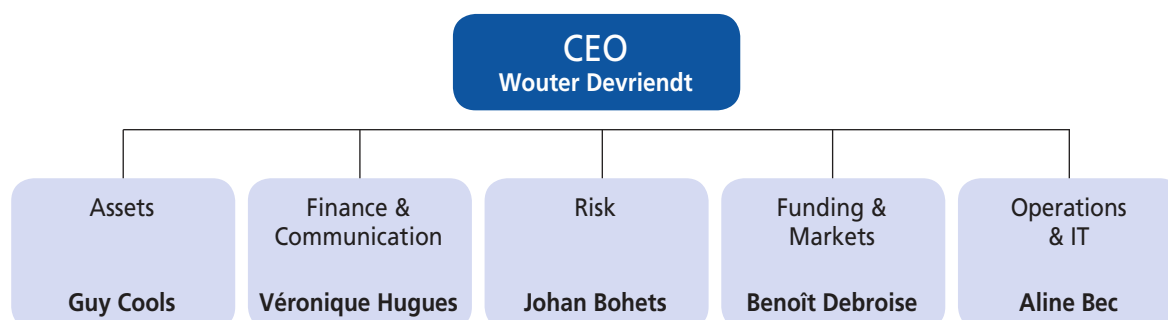 CEO
Wouter Devriendt
Assets
Guy Cools
Finance &
Communication
Véronique Hugues
Risk
Johan Bohets
Funding &
Markets
Benoît Debroise
Operations
& IT
Aline Bec